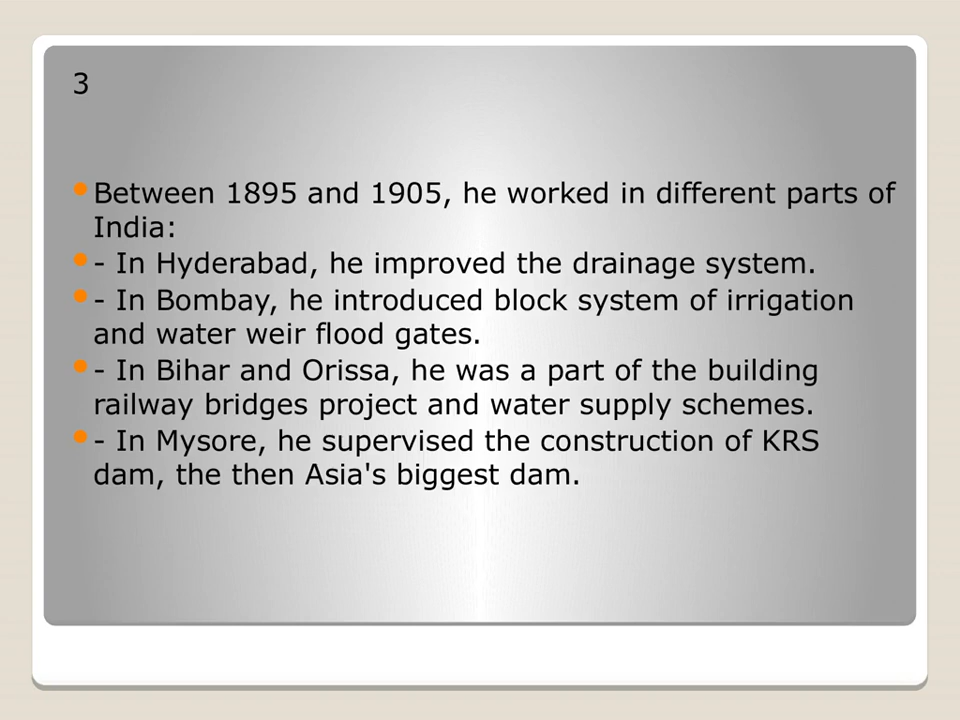 3
Between 1895 and 1905, he worked in different parts of
India:
- In Hyderabad, he improved the drainage system.
- In Bombay, he introduced block system of irrigation
and water weir flood gates.
- In Bihar and Orissa, he was a part of the building
railway bridges project and water supply schemes.
- In Mysore, he supervised the construction of KRS
dam, the then Asia's biggest dam.